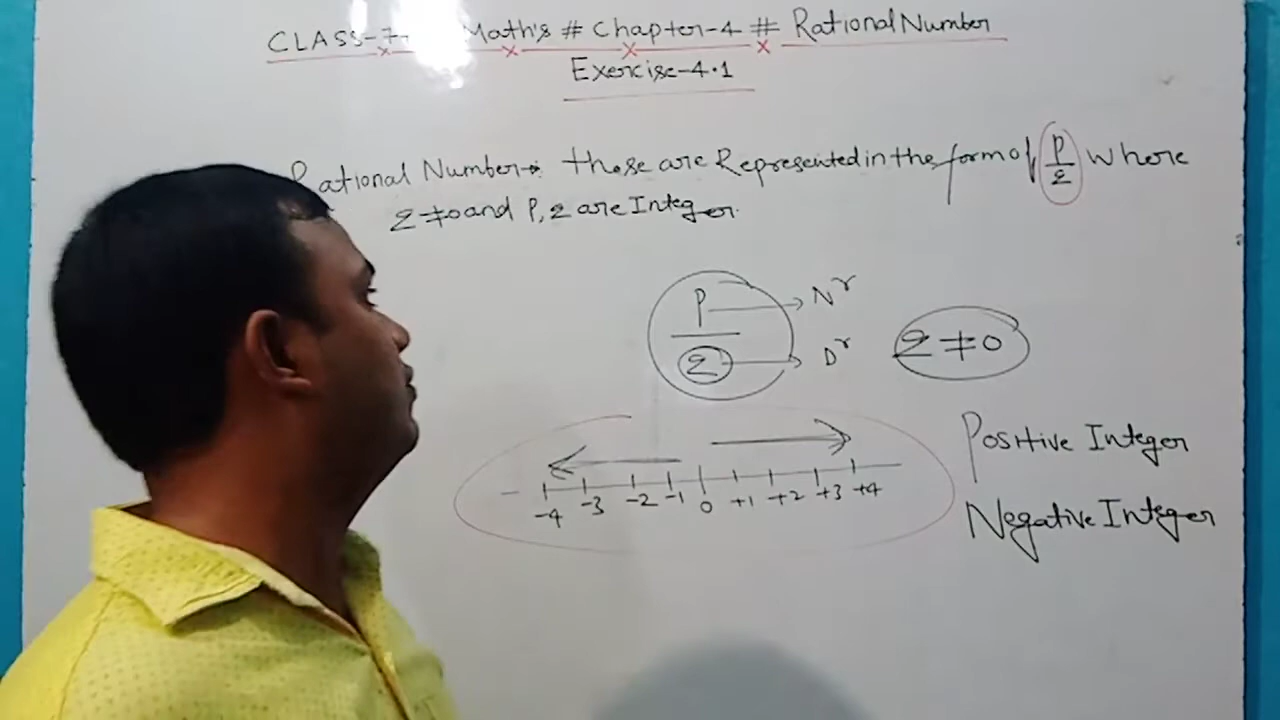 CLASS-7 Math's # Chapter-4 # Rational Number
Exercise-4.1
Rational Number: those are Represented in the form of P/q Where
q≠0 and P, q are Integer.
P → Nʳ
q → Dʳ
q ≠ 0
-4 -3 -2 -1 0 +1 +2 +3 +4
Positive Integer
Negative Integer